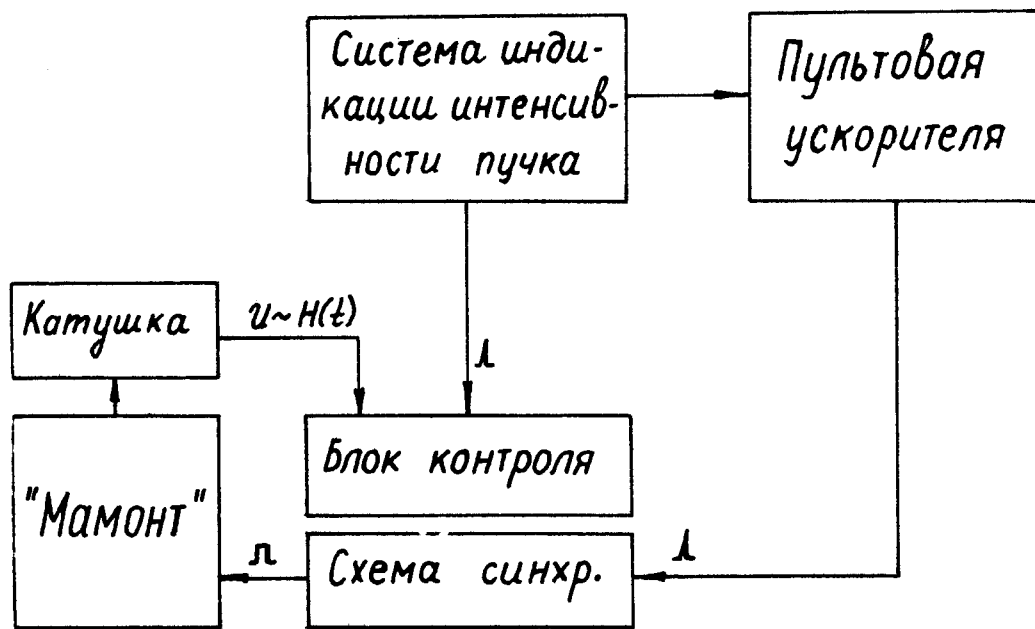 Система инди-
кации интенсив-
ности пучка
Пультовая
ускорителя
Катушка
U~H(t)
Блок контроля
"Мамонт"
Схема синхр.